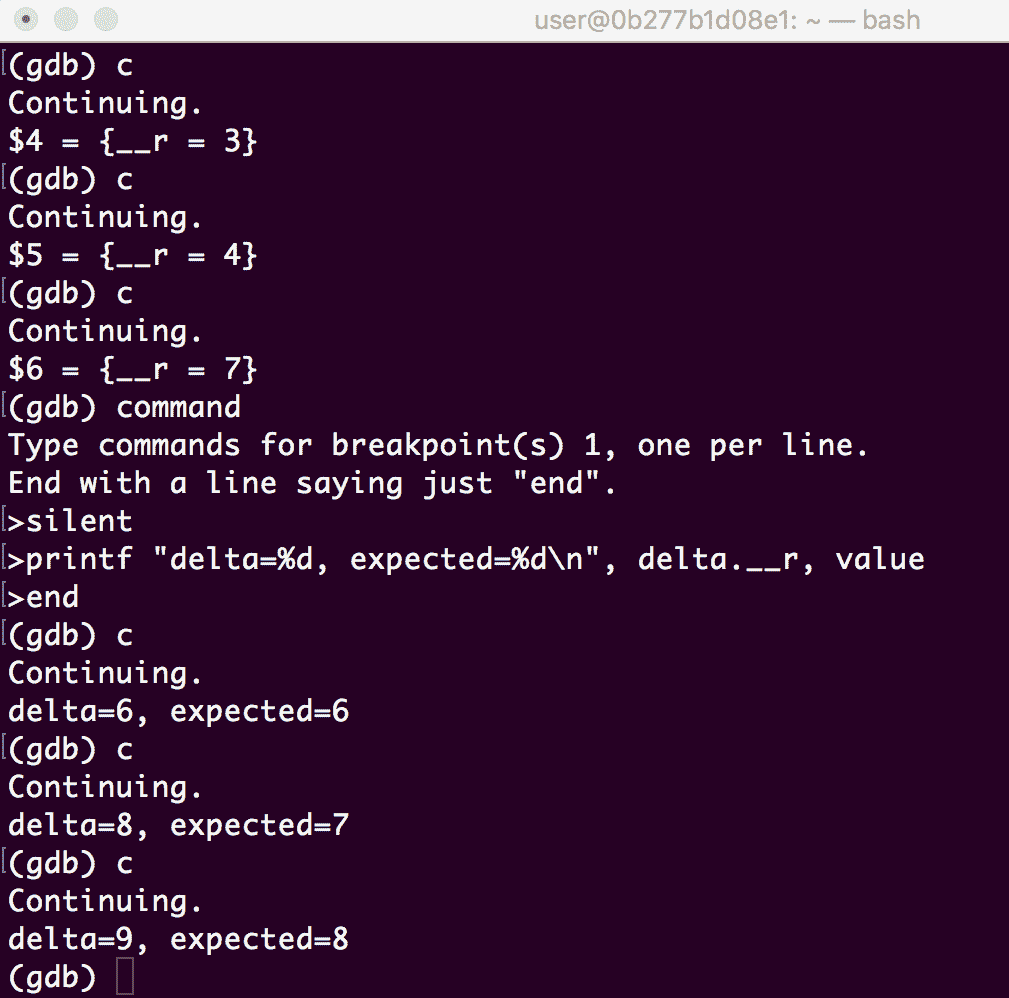 user@0b277b1d08e1: ~ — bash
(gdb) c
Continuing.
$4 = {__r = 3}
(gdb) c
Continuing.
$5 = {__r = 4}
(gdb) c
Continuing.
$6 = {__r = 7}
(gdb) command
Type commands for breakpoint(s) 1, one per line.
End with a line saying just "end".
>silent
>printf "delta=%d, expected=%d\n", delta.__r, value
>end
(gdb) c
Continuing.
delta=6, expected=6
(gdb) c
Continuing.
delta=8, expected=7
(gdb) c
Continuing.
delta=9, expected=8
(gdb)